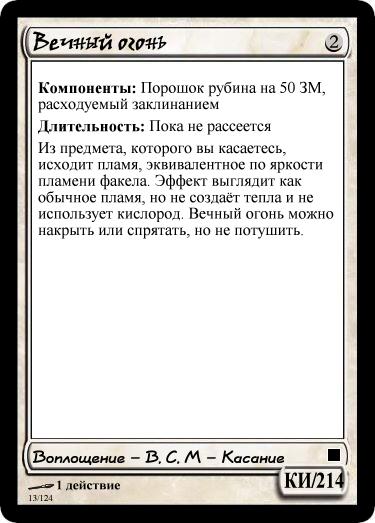 Вечный огонь 2
Компоненты: Порошок рубина на 50 ЗМ,
расходуемый заклинанием
Длительность: Пока не рассеется
Из предмета, которого вы касаетесь,
исходит пламя, эквивалентное по яркости
пламени факела. Эффект выглядит как
обычное пламя, но не создаёт тепла и не
использует кислород. Вечный огонь можно
накрыть или спрятать, но не потушить.
Воплощение – В, С, М – Касание
1 действие
КИ/214
13/124